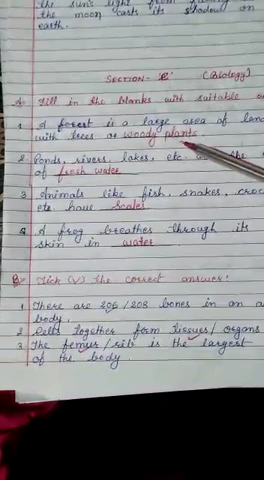 the sun's light from
the moon casts its shadow on
earth.
SECTION - 'B' (Biology)
A> Fill in the blanks with suitable
1 A forest is a large area of lan
with trees or woody plants
2 Ponds, rivers, lakes, etc the
of fresh water
3 Animals like fish, snakes, croc
etc. have Scales
4 A frog breathes through its
skin in water
B> Tick (√) the correct answer:
1 There are 206/208 bones in an a
body.
2 Cells together form tissues/organs
3 The femur/rib is the largest
of the body.